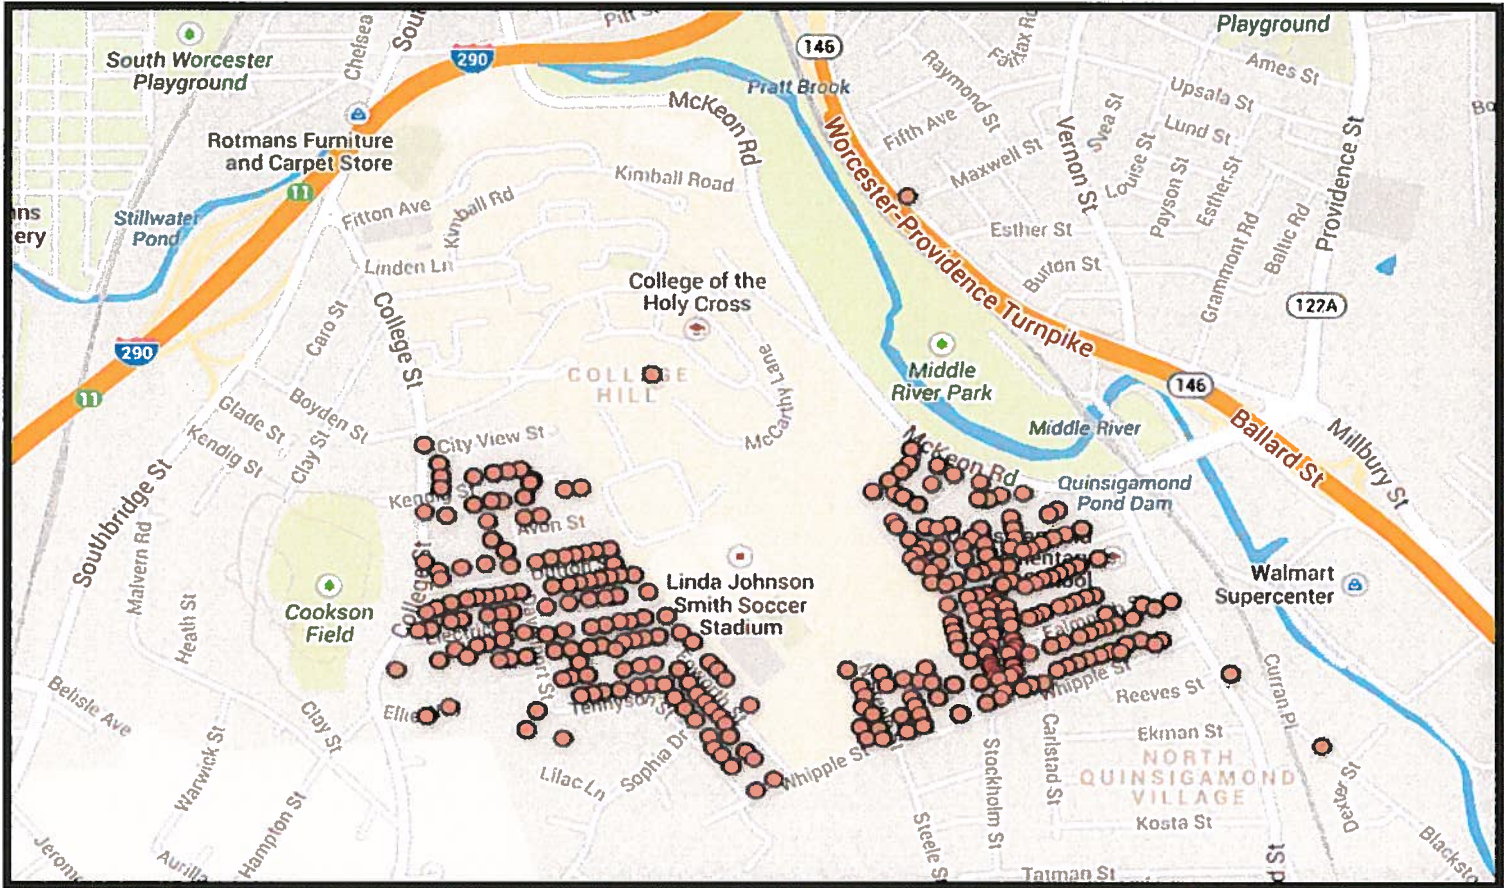 Playground
South Worcester
Playground
Chelsea
Sou
Pitt St
290
146
Pratt Brook
McKeon Rd
Raymond St
Fairfax Rd
Ames St
Upsala St
Lund St
Svea St
Vernon St
Louise St
Payson St
Esther St
Providence St
Fifth Ave
Maxwell St
Rotmans Furniture
and Carpet Store
11
Stillwater
Pond
ery
Fitton Ave
Kimball Rd
Kimball Road
Linden Ln
Worcester-Providence Turnpike
Esther St
Burton St
Grammont Rd
Baltic Rd
122A
College of the
Holy Cross
College St
Caro St
290
11
COLLEGE
HILL
McCarthy Lane
Middle
River Park
Middle River
146
Ballard St
Millbury St
Glade St
Boyden St
Kendig St
Clay St
City View St
McKeon Rd
Quinsigamond
Pond Dam
Southbridge St
Malvern Rd
Heath St
Avon St
College St
Cookson
Field
Linda Johnson
Smith Soccer
Stadium
Walmart
Supercenter
Whipple St
Reeves St
Curran Pl
Belisle Ave
Clay St
Warwick St
Hampton St
Tennyson St
Sophia Dr
Lilac Ln
Whipple St
Stockholm St
Carlstad St
Ekman St
NORTH
QUINSIGAMOND
VILLAGE
Kosta St
Dexter St
Steele S
Tatman St
d St
Blacksto
Jerome
Aurilla